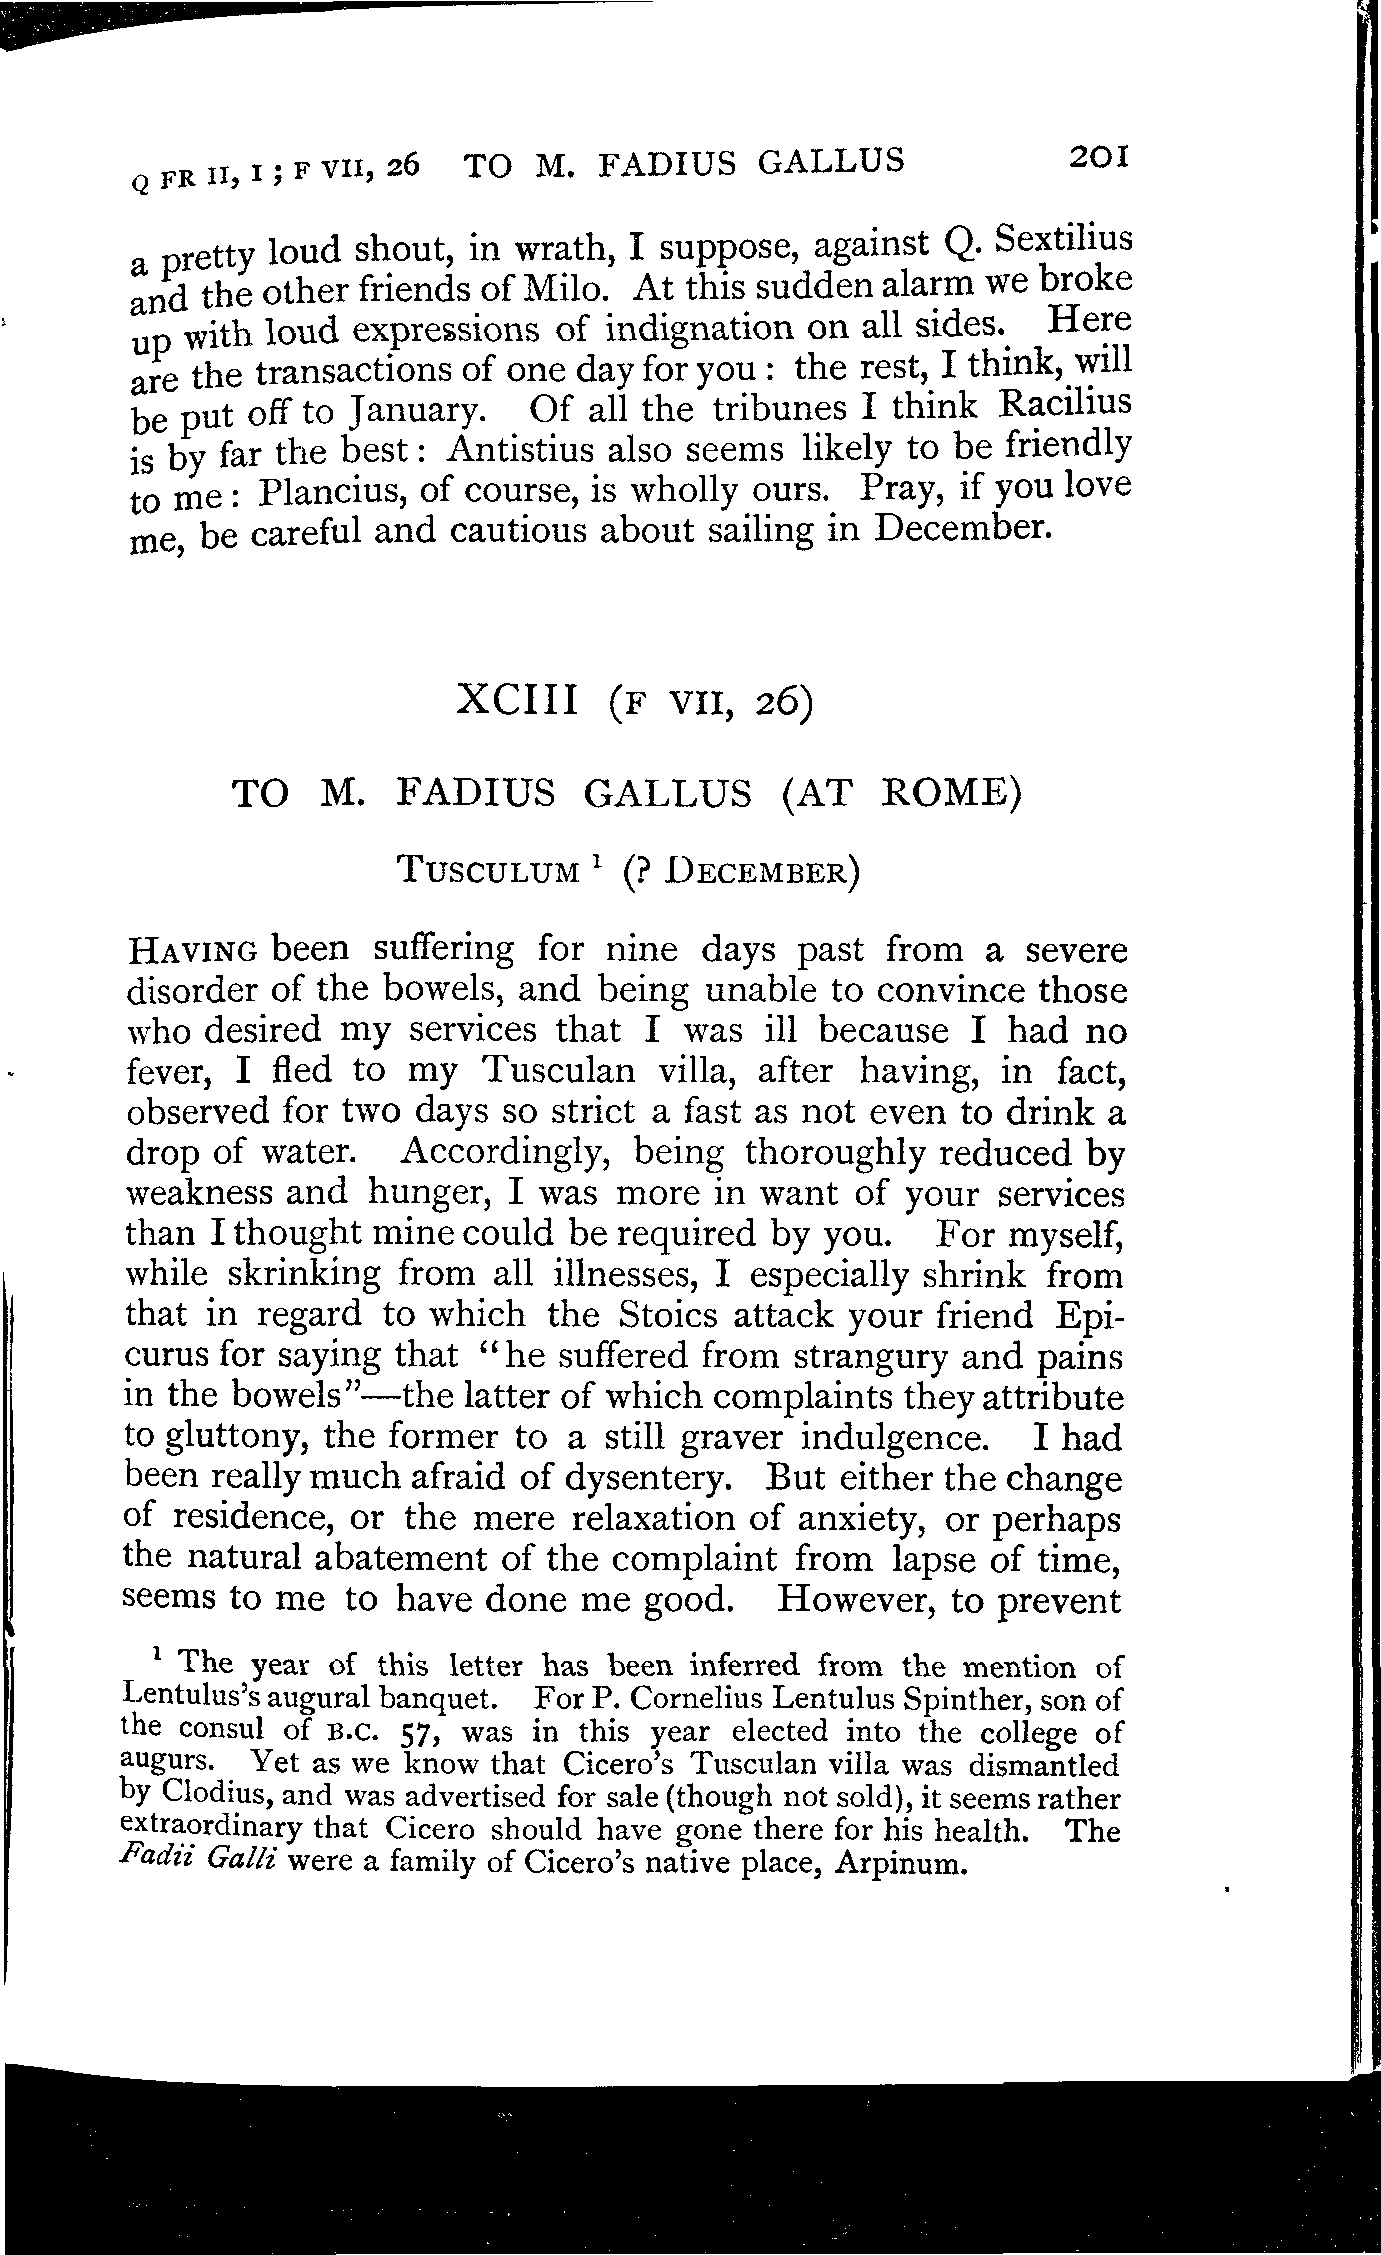 Q FR II, I ; F VII, 26 TO M. FADIUS GALLUS 201
a pretty loud shout, in wrath, I suppose, against Q. Sextilius
and the other friends of Milo. At this sudden alarm we broke
up with loud expressions of indignation on all sides. Here
are the transactions of one day for you : the rest, I think, will
be put off to January. Of all the tribunes I think Racilius
is by far the best : Antistius also seems likely to be friendly
to me : Plancius, of course, is wholly ours. Pray, if you love
me, be careful and cautious about sailing in December.
XCIII (F VII, 26)
TO M. FADIUS GALLUS (AT ROME)
TUSCULUM ¹ (? DECEMBER)
HAVING been suffering for nine days past from a severe
disorder of the bowels, and being unable to convince those
who desired my services that I was ill because I had no
fever, I fled to my Tusculan villa, after having, in fact,
observed for two days so strict a fast as not even to drink a
drop of water. Accordingly, being thoroughly reduced by
weakness and hunger, I was more in want of your services
than I thought mine could be required by you. For myself,
while skrinking from all illnesses, I especially shrink from
that in regard to which the Stoics attack your friend Epi-
curus for saying that "he suffered from strangury and pains
in the bowels"—the latter of which complaints they attribute
to gluttony, the former to a still graver indulgence. I had
been really much afraid of dysentery. But either the change
of residence, or the mere relaxation of anxiety, or perhaps
the natural abatement of the complaint from lapse of time,
seems to me to have done me good. However, to prevent
¹ The year of this letter has been inferred from the mention of
Lentulus's augural banquet. For P. Cornelius Lentulus Spinther, son of
the consul of B.C. 57, was in this year elected into the college of
augurs. Yet as we know that Cicero's Tusculan villa was dismantled
by Clodius, and was advertised for sale (though not sold), it seems rather
extraordinary that Cicero should have gone there for his health. The
Fadii Galli were a family of Cicero's native place, Arpinum.